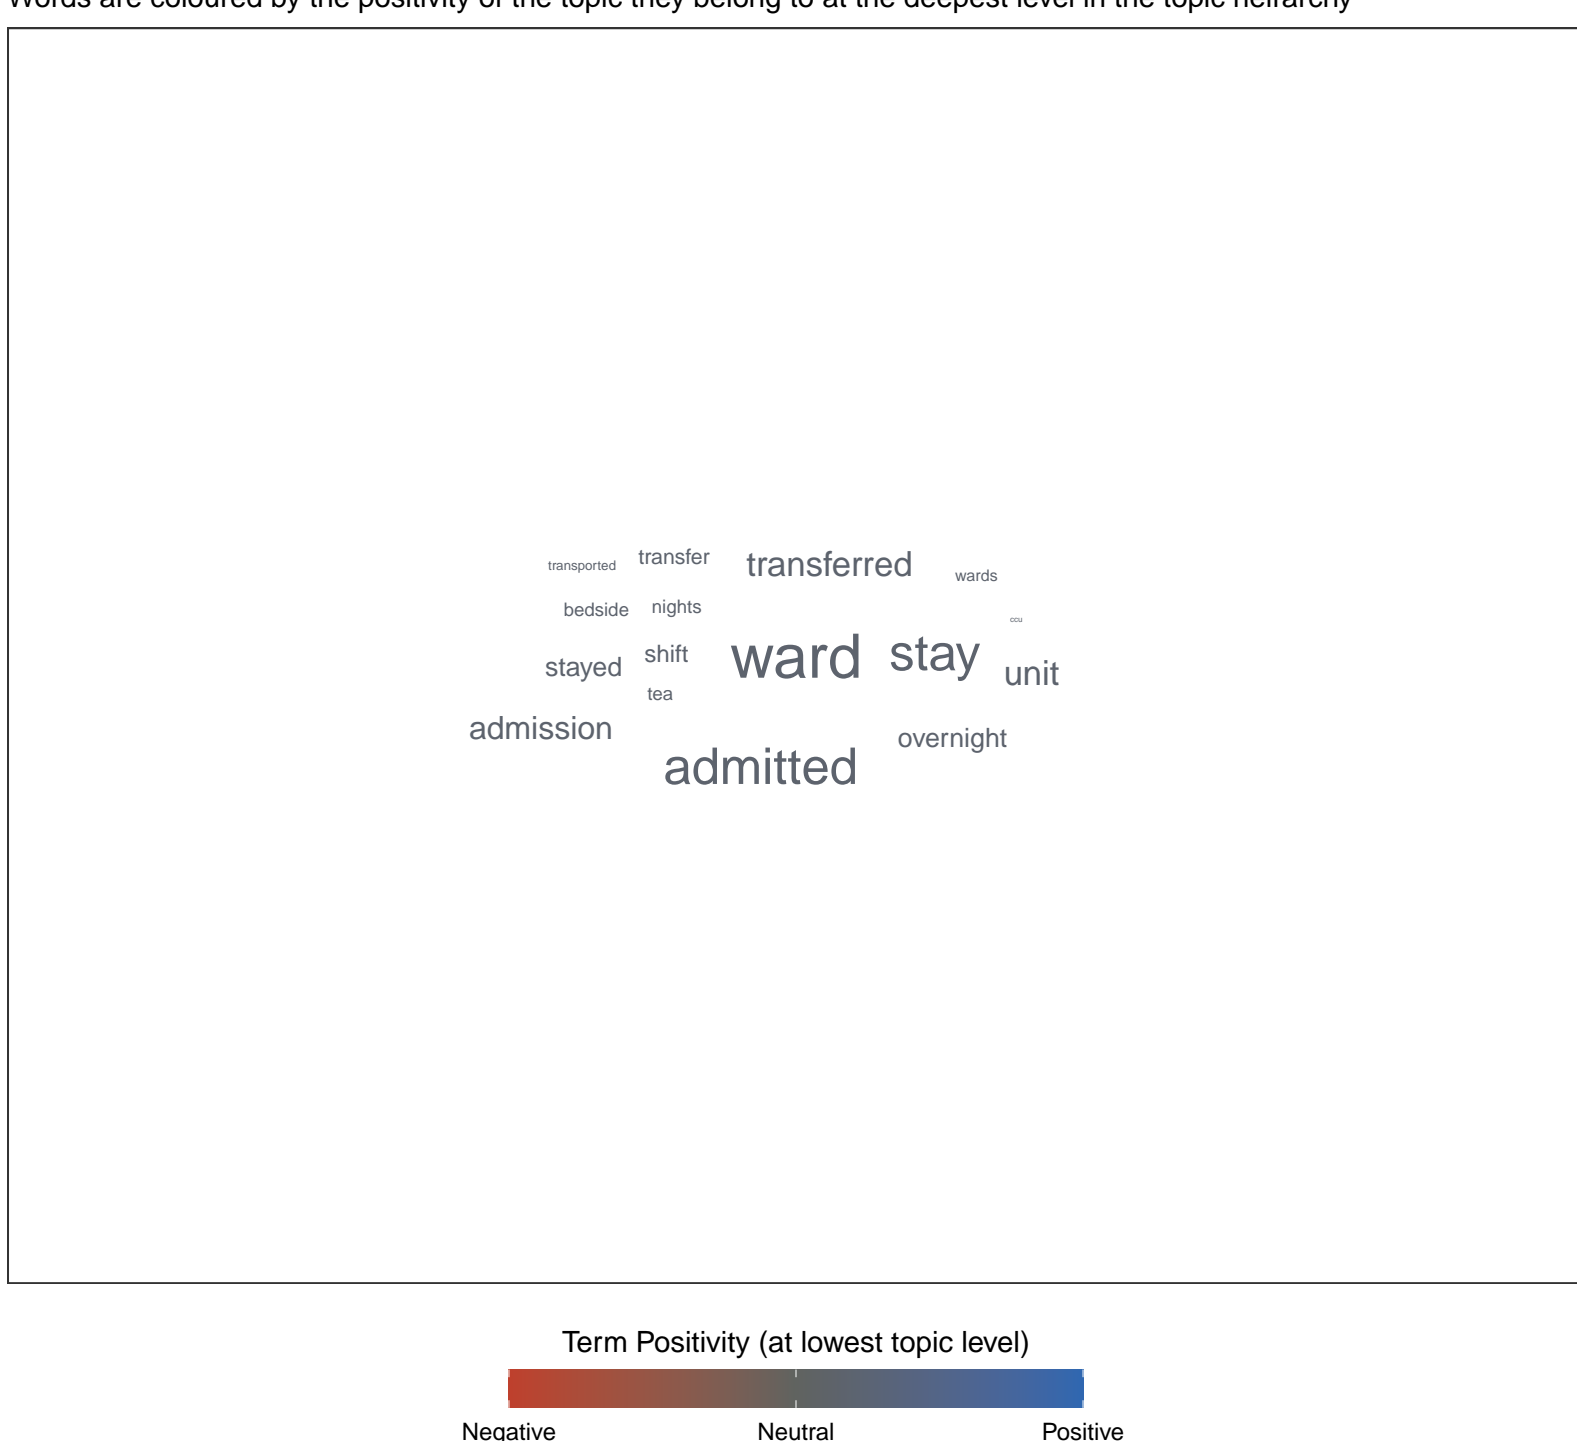 Words are coloured by the positivity of the topic they belong to at the deepest level in the topic heirarchy
transported transfer transferred wards
bedside nights ccu
stayed shift ward stay unit
tea
admission overnight
admitted
Term Positivity (at lowest topic level)
Negative Neutral Positive